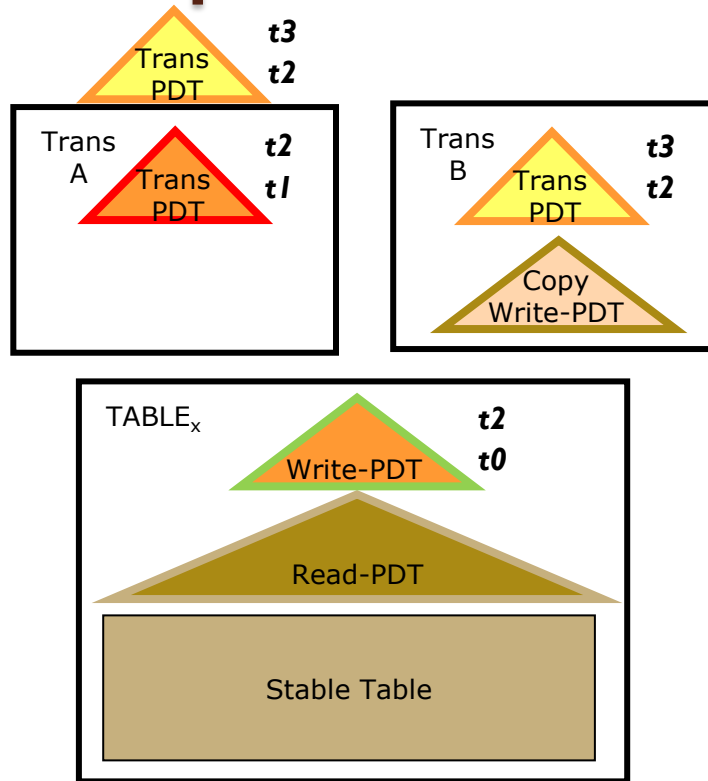 Trans
PDT
t3
t2
Trans
A
Trans
PDT
t2
t1
Trans
B
Trans
PDT
t3
t2
Copy
Write-PDT
TABLEx
Write-PDT
t2
t0
Read-PDT
Stable Table